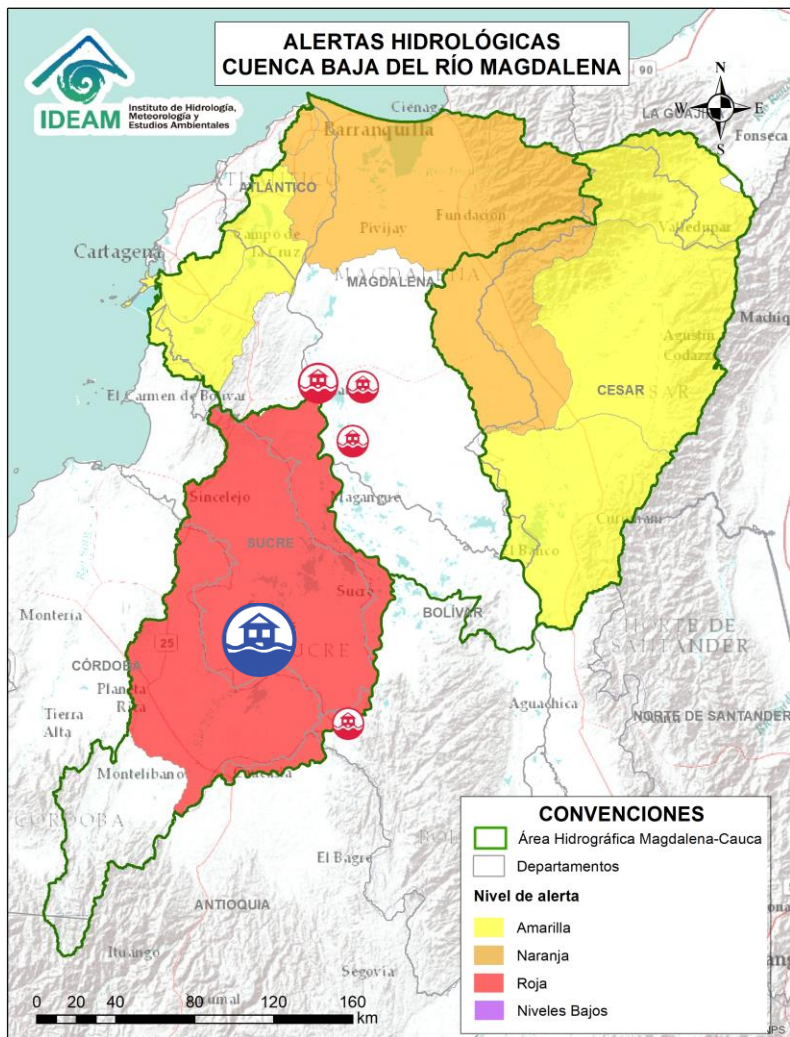 ALERTAS HIDROLÓGICAS
CUENCA BAJA DEL RÍO MAGDALENA
IDEAM
Instituto de Hidrología,
Meteorología y
Estudios Ambientales
N
W
E
S
90
Ciénaga
LA GUAJIRA
Fonseca
Barranquilla
ATLÁNTICO
Valledupar
Pivijay
Fundación
Cartagena
Campo de
la Cruz
MAGDALENA
MAGDALENA
Agustín
Codazzi
CESAR
El Carmen de Bolívar
Sincelejo
Magangue
SUCRE
El Banco
Sucre
BOLÍVAR
SUCRE
Montería
25
NORTE DE
SANTANDER
CÓRDOBA
Planeta
Rica
Tierra
Alta
Aguachica
NORTE DE SANTANDER
Montelibano
CÓRDOBA
El Bagre
ANTIOQUIA
Ituango
Segovia
0 20 40 80 120 160
km
CONVENCIONES
Área Hidrográfica Magdalena-Cauca
Departamentos
Nivel de alerta
Amarilla
Naranja
Roja
Niveles Bajos